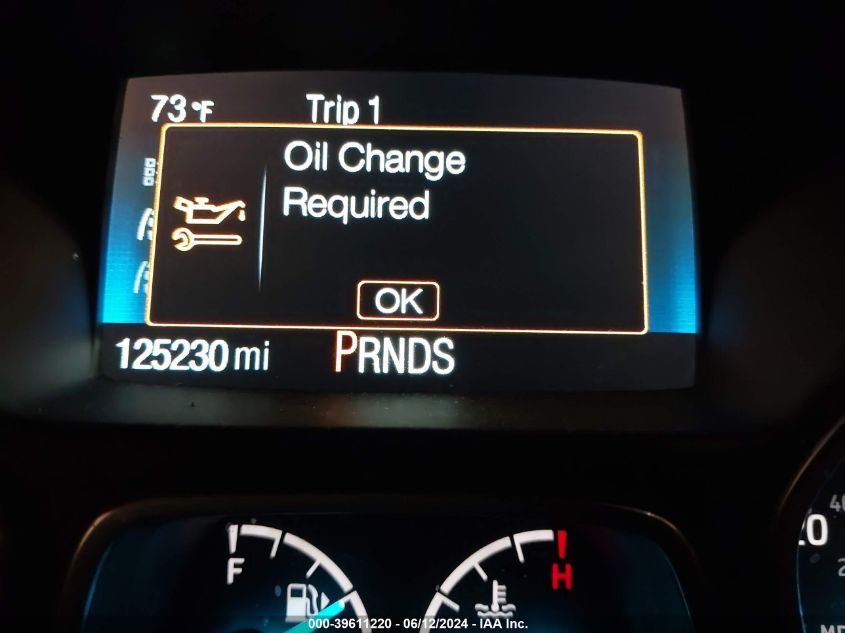 73°F Trip 1
Oil Change
Required
OK
125230 mi PRNDS
F H
000-39611220 - 06/12/2024 - IAA Inc.